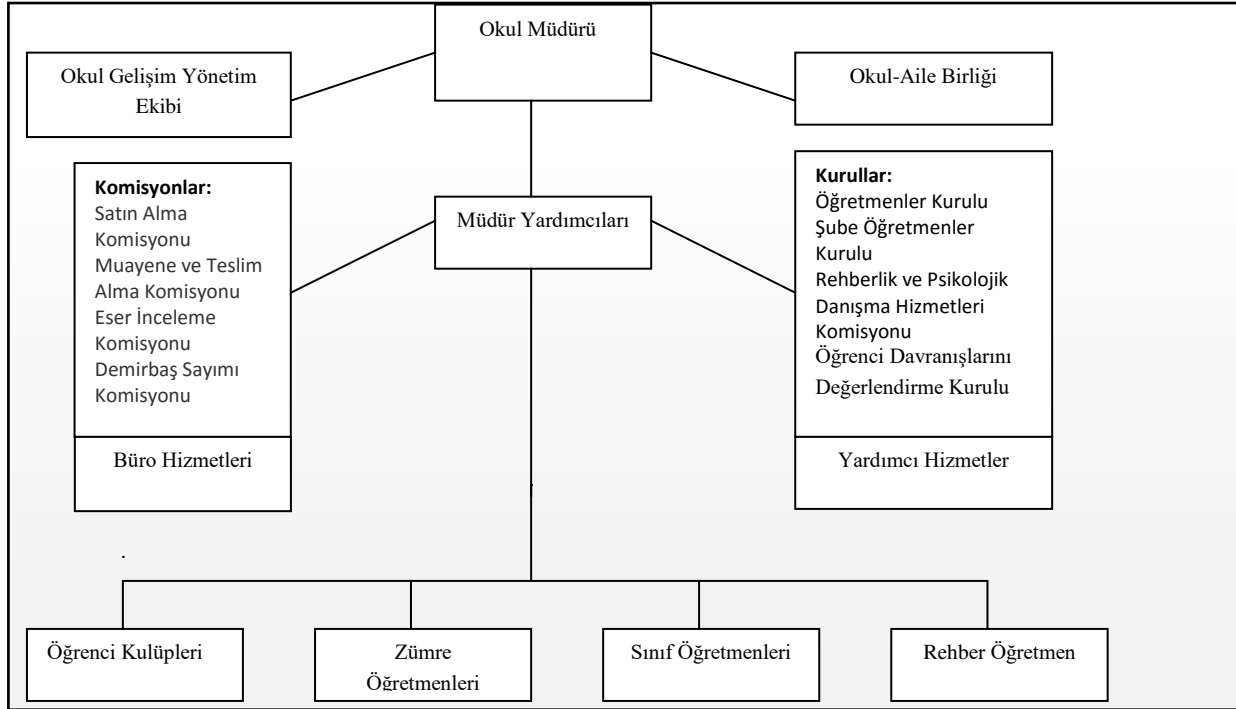 Okul Müdürü
Okul Gelişim Yönetim
Ekibi
Okul-Aile Birliği
Komisyonlar:
Satın Alma
Komisyonu
Muayene ve Teslim
Alma Komisyonu
Eser İnceleme
Komisyonu
Demirbaş Sayımı
Komisyonu
Müdür Yardımcıları
Kurullar:
Öğretmenler Kurulu
Şube Öğretmenler
Kurulu
Rehberlik ve Psikolojik
Danışma Hizmetleri
Komisyonu
Öğrenci Davranışlarını
Değerlendirme Kurulu
Büro Hizmetleri
Yardımcı Hizmetler
Öğrenci Kulüpleri
Zümre
Öğretmenleri
Sınıf Öğretmenleri
Rehber Öğretmen